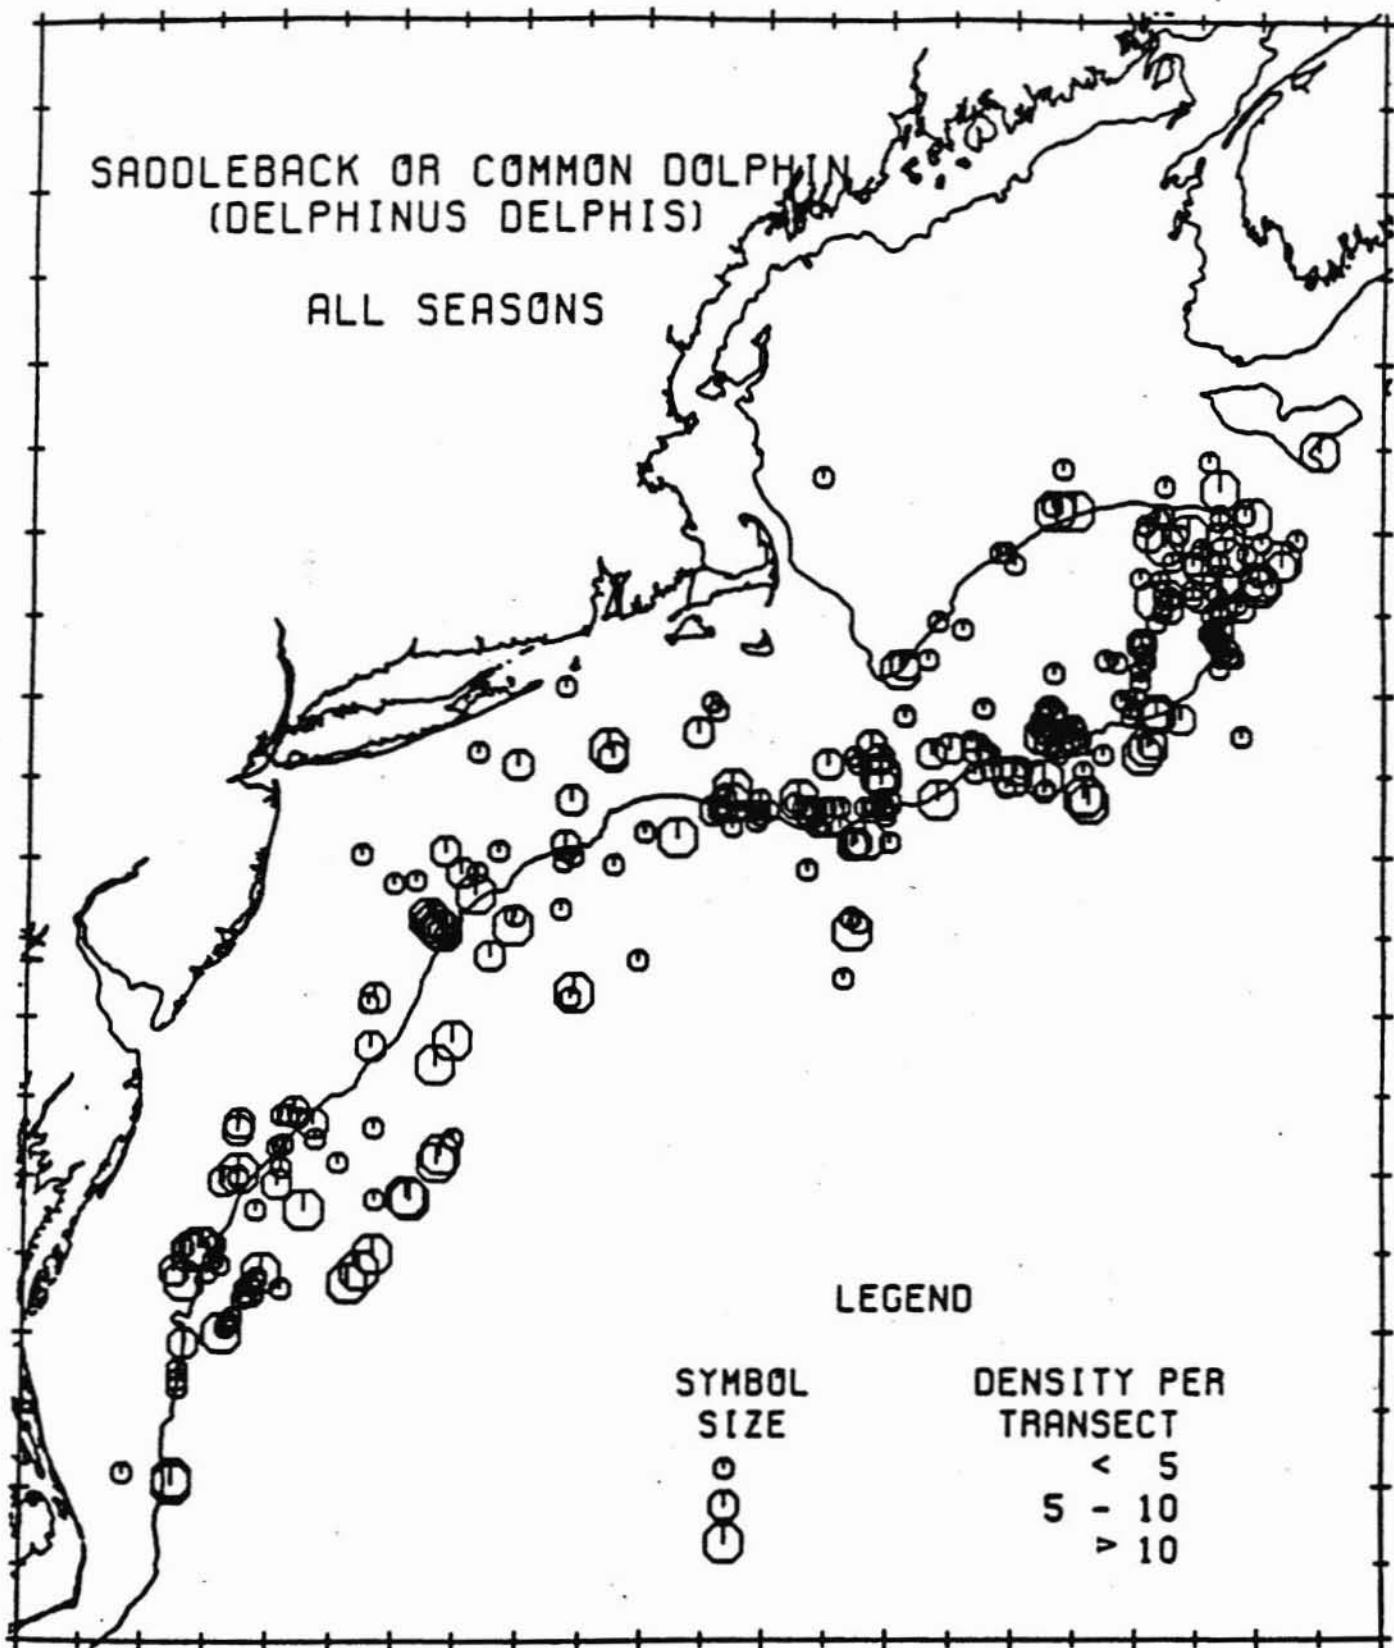 SADDLEBACK OR COMMON DOLPHIN
(DELPHINUS DELPHIS)
ALL SEASONS
LEGEND
SYMBOL DENSITY PER
SIZE TRANSECT
< 5
5 - 10
> 10